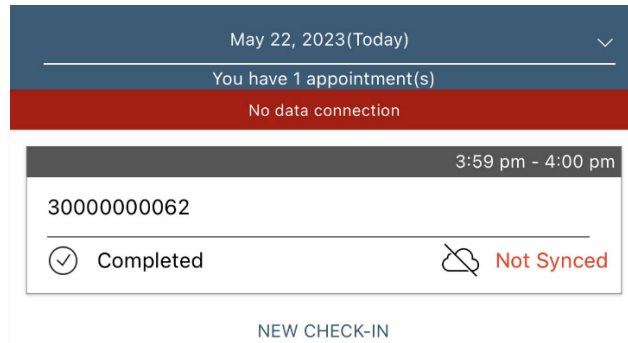 May 22, 2023(Today)
You have 1 appointment(s)
No data connection
3:59 pm - 4:00 pm
30000000062
Completed
Not Synced
NEW CHECK-IN